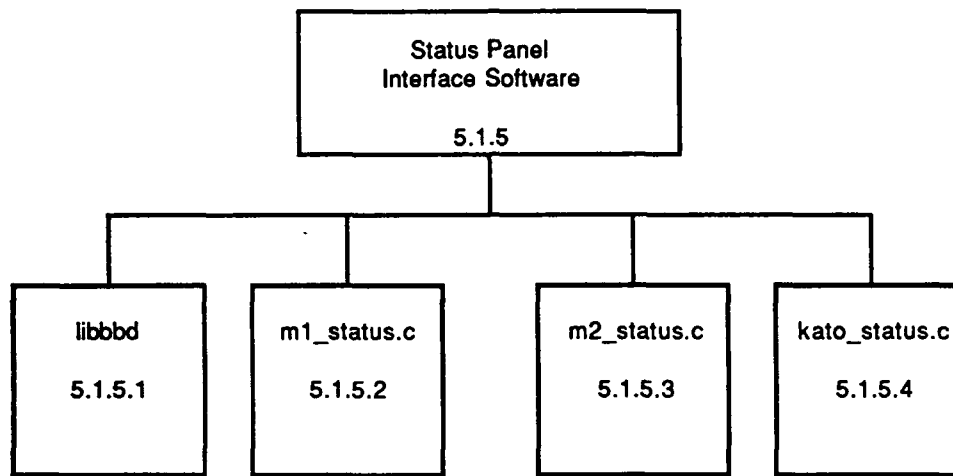 Status Panel
Interface Software
5.1.5
libbbd
5.1.5.1
m1_status.c
5.1.5.2
m2_status.c
5.1.5.3
kato_status.c
5.1.5.4